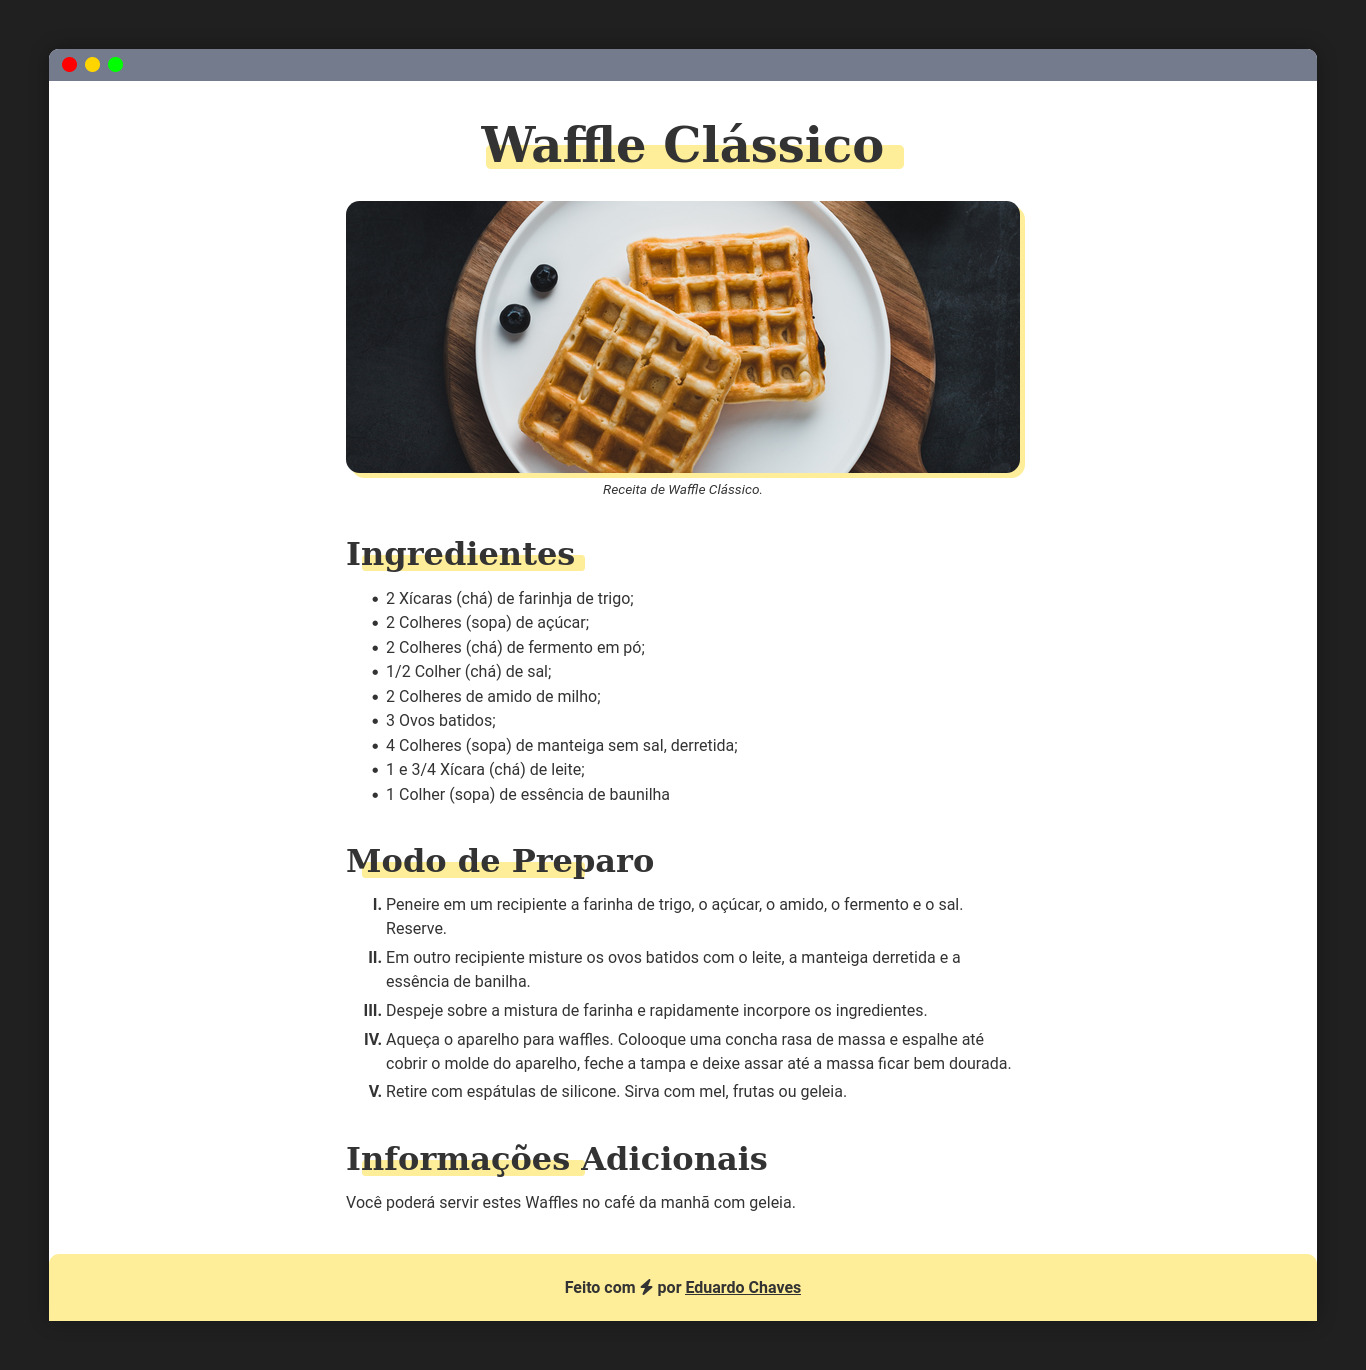 Waffle Clássico
Receita de Waffle Clássico.
Ingredientes
• 2 Xícaras (chá) de farinhja de trigo;
• 2 Colheres (sopa) de açúcar;
• 2 Colheres (chá) de fermento em pó;
• 1/2 Colher (chá) de sal;
• 2 Colheres de amido de milho;
• 3 Ovos batidos;
• 4 Colheres (sopa) de manteiga sem sal, derretida;
• 1 e 3/4 Xícara (chá) de leite;
• 1 Colher (sopa) de essência de baunilha
Modo de Preparo
I. Peneire em um recipiente a farinha de trigo, o açúcar, o amido, o fermento e o sal.
Reserve.
II. Em outro recipiente misture os ovos batidos com o leite, a manteiga derretida e a
essência de banilha.
III. Despeje sobre a mistura de farinha e rapidamente incorpore os ingredientes.
IV. Aqueça o aparelho para waffles. Colooque uma concha rasa de massa e espalhe até
cobrir o molde do aparelho, feche a tampa e deixe assar até a massa ficar bem dourada.
V. Retire com espátulas de silicone. Sirva com mel, frutas ou geleia.
Informações Adicionais
Você poderá servir estes Waffles no café da manhã com geleia.
Feito com ⚡ por Eduardo Chaves